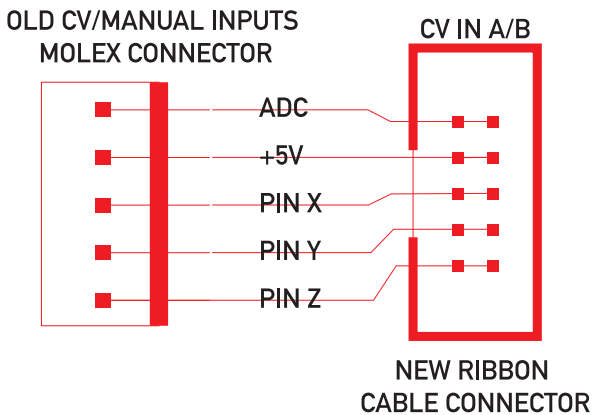 OLD CV/MANUAL INPUTS
MOLEX CONNECTOR
CV IN A/B
ADC
+5V
PIN X
PIN Y
PIN Z
NEW RIBBON
CABLE CONNECTOR